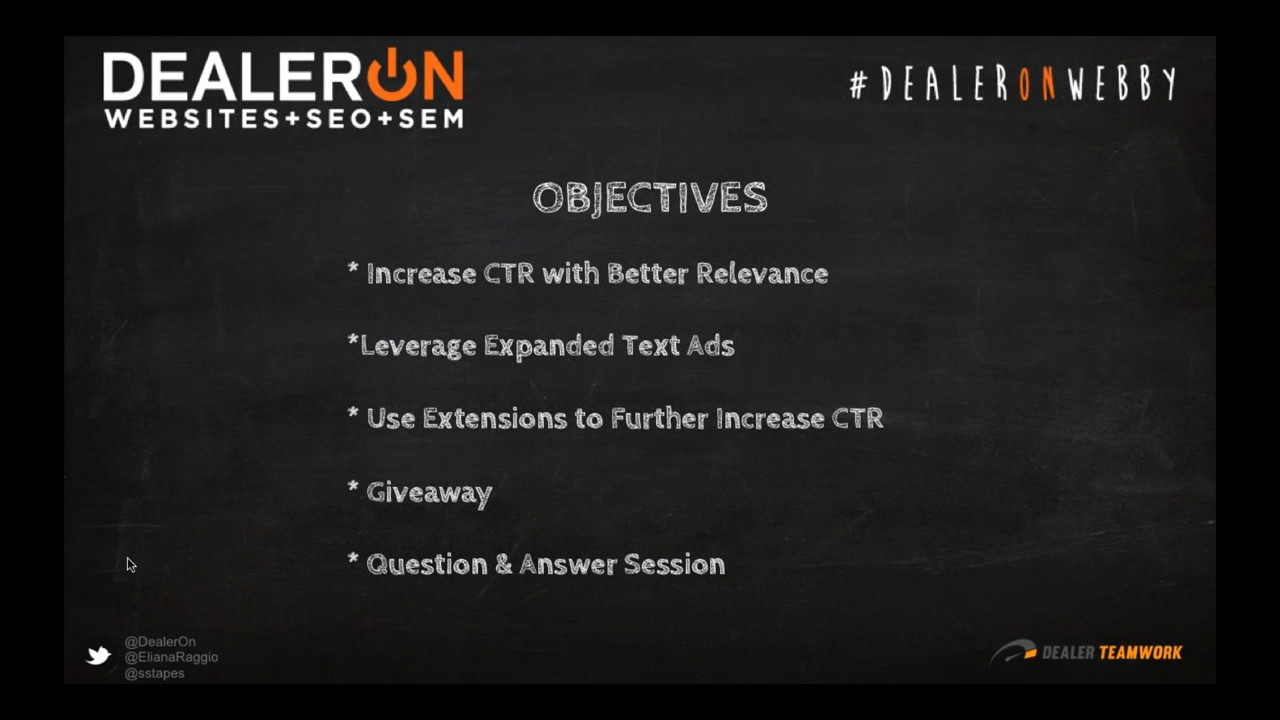 DEALERON
WEBSITES+SEO+SEM
#DEALERONWEBBY
OBJECTIVES
* Increase CTR with Better Relevance
*Leverage Expanded Text Ads
* Use Extensions to Further Increase CTR
* Giveaway
* Question & Answer Session
@DealerOn
@ElianaRaggio
@sstapes
DEALER TEAMWORK